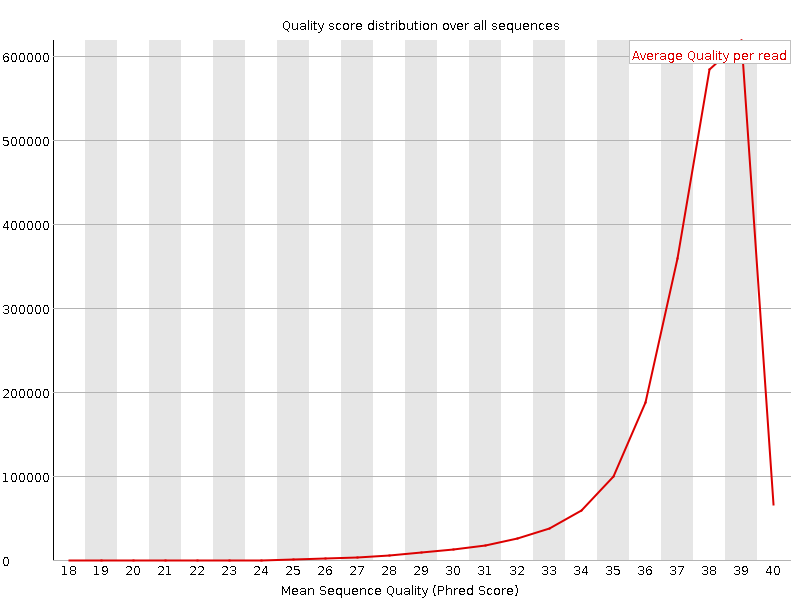 Quality score distribution over all sequences
Average Quality per read
600000
500000
400000
300000
200000
100000
0
18 19 20 21 22 23 24 25 26 27 28 29 30 31 32 33 34 35 36 37 38 39 40
Mean Sequence Quality (Phred Score)